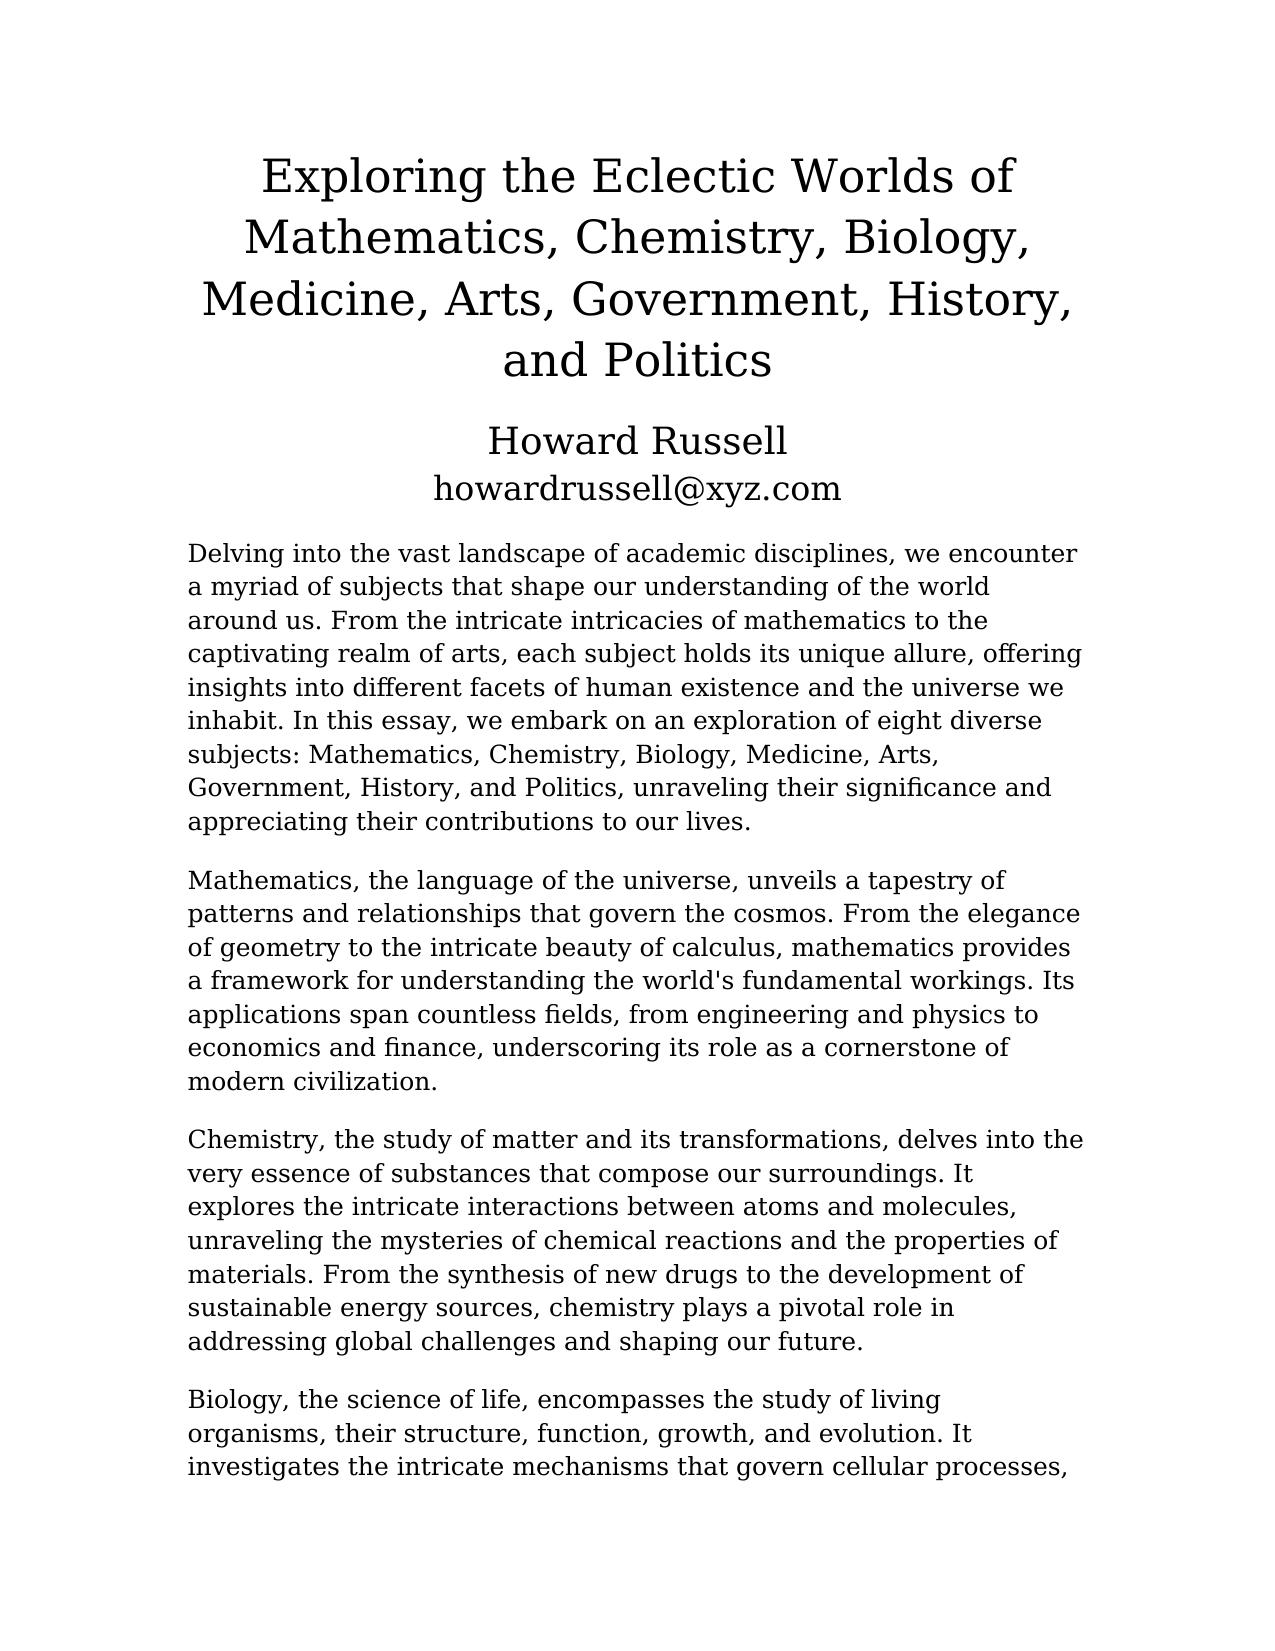 Exploring the Eclectic Worlds of
Mathematics, Chemistry, Biology,
Medicine, Arts, Government, History,
and Politics
Howard Russell
howardrussell@xyz.com
Delving into the vast landscape of academic disciplines, we encounter
a myriad of subjects that shape our understanding of the world
around us. From the intricate intricacies of mathematics to the
captivating realm of arts, each subject holds its unique allure, offering
insights into different facets of human existence and the universe we
inhabit. In this essay, we embark on an exploration of eight diverse
subjects: Mathematics, Chemistry, Biology, Medicine, Arts,
Government, History, and Politics, unraveling their significance and
appreciating their contributions to our lives.
Mathematics, the language of the universe, unveils a tapestry of
patterns and relationships that govern the cosmos. From the elegance
of geometry to the intricate beauty of calculus, mathematics provides
a framework for understanding the world's fundamental workings. Its
applications span countless fields, from engineering and physics to
economics and finance, underscoring its role as a cornerstone of
modern civilization.
Chemistry, the study of matter and its transformations, delves into the
very essence of substances that compose our surroundings. It
explores the intricate interactions between atoms and molecules,
unraveling the mysteries of chemical reactions and the properties of
materials. From the synthesis of new drugs to the development of
sustainable energy sources, chemistry plays a pivotal role in
addressing global challenges and shaping our future.
Biology, the science of life, encompasses the study of living
organisms, their structure, function, growth, and evolution. It
investigates the intricate mechanisms that govern cellular processes,